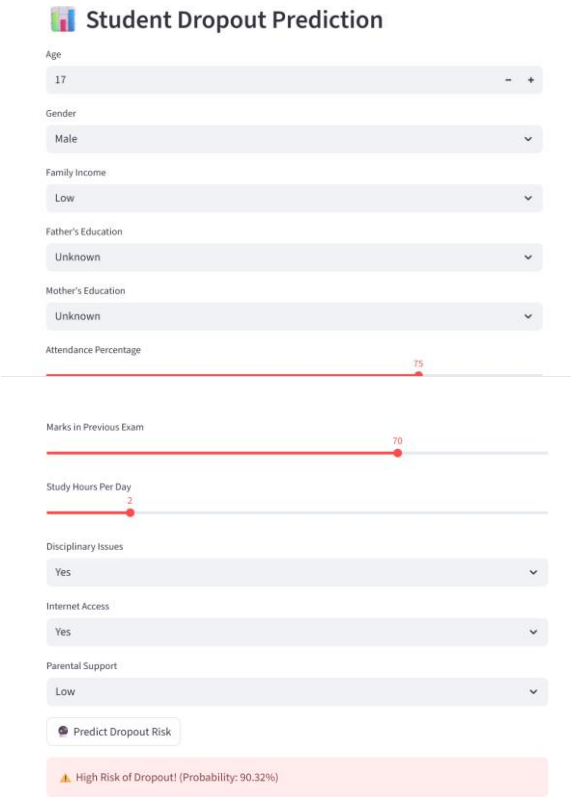 Student Dropout Prediction
Age
17
Gender
Male
Family Income
Low
Father's Education
Unknown
Mother's Education
Unknown
Attendance Percentage
75
Marks in Previous Exam
70
Study Hours Per Day
2
Disciplinary Issues
Yes
Internet Access
Yes
Parental Support
Low
Predict Dropout Risk
High Risk of Dropout! (Probability: 90.32%)